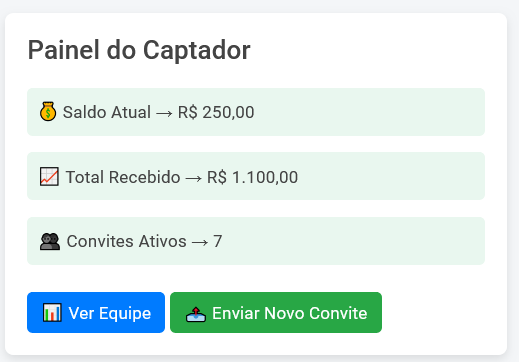 Painel do Captador
💰 Saldo Atual → R$ 250,00
📈 Total Recebido → R$ 1.100,00
👥 Convites Ativos → 7
📊 Ver Equipe
📤 Enviar Novo Convite